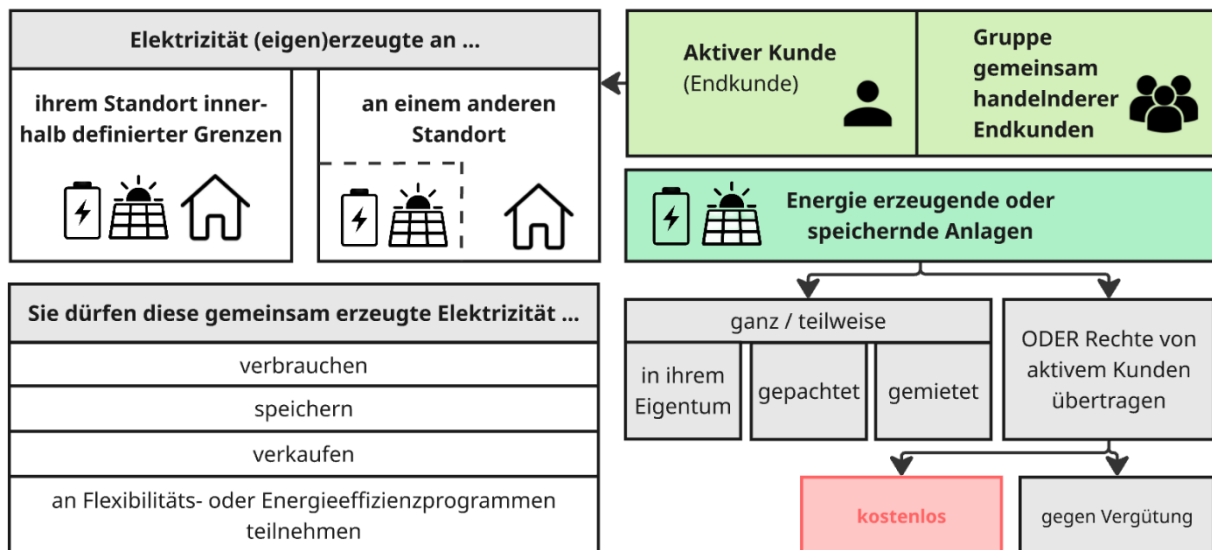 Elektrizität (eigen)erzeugte an ...
ihrem Standort inner-
halb definierter Grenzen
an einem anderen
Standort
Sie dürfen diese gemeinsam erzeugte Elektrizität ...
verbrauchen
speichern
verkaufen
an Flexibilitäts- oder Energieeffizienzprogrammen
teilnehmen
Aktiver Kunde
(Endkunde)
Gruppe
gemeinsam
handelnderer
Endkunden
Energie erzeugende oder
speichernde Anlagen
ganz / teilweise
in ihrem
Eigentum
gepachtet
gemietet
ODER Rechte von
aktivem Kunden
übertragen
kostenlos
gegen Vergütung